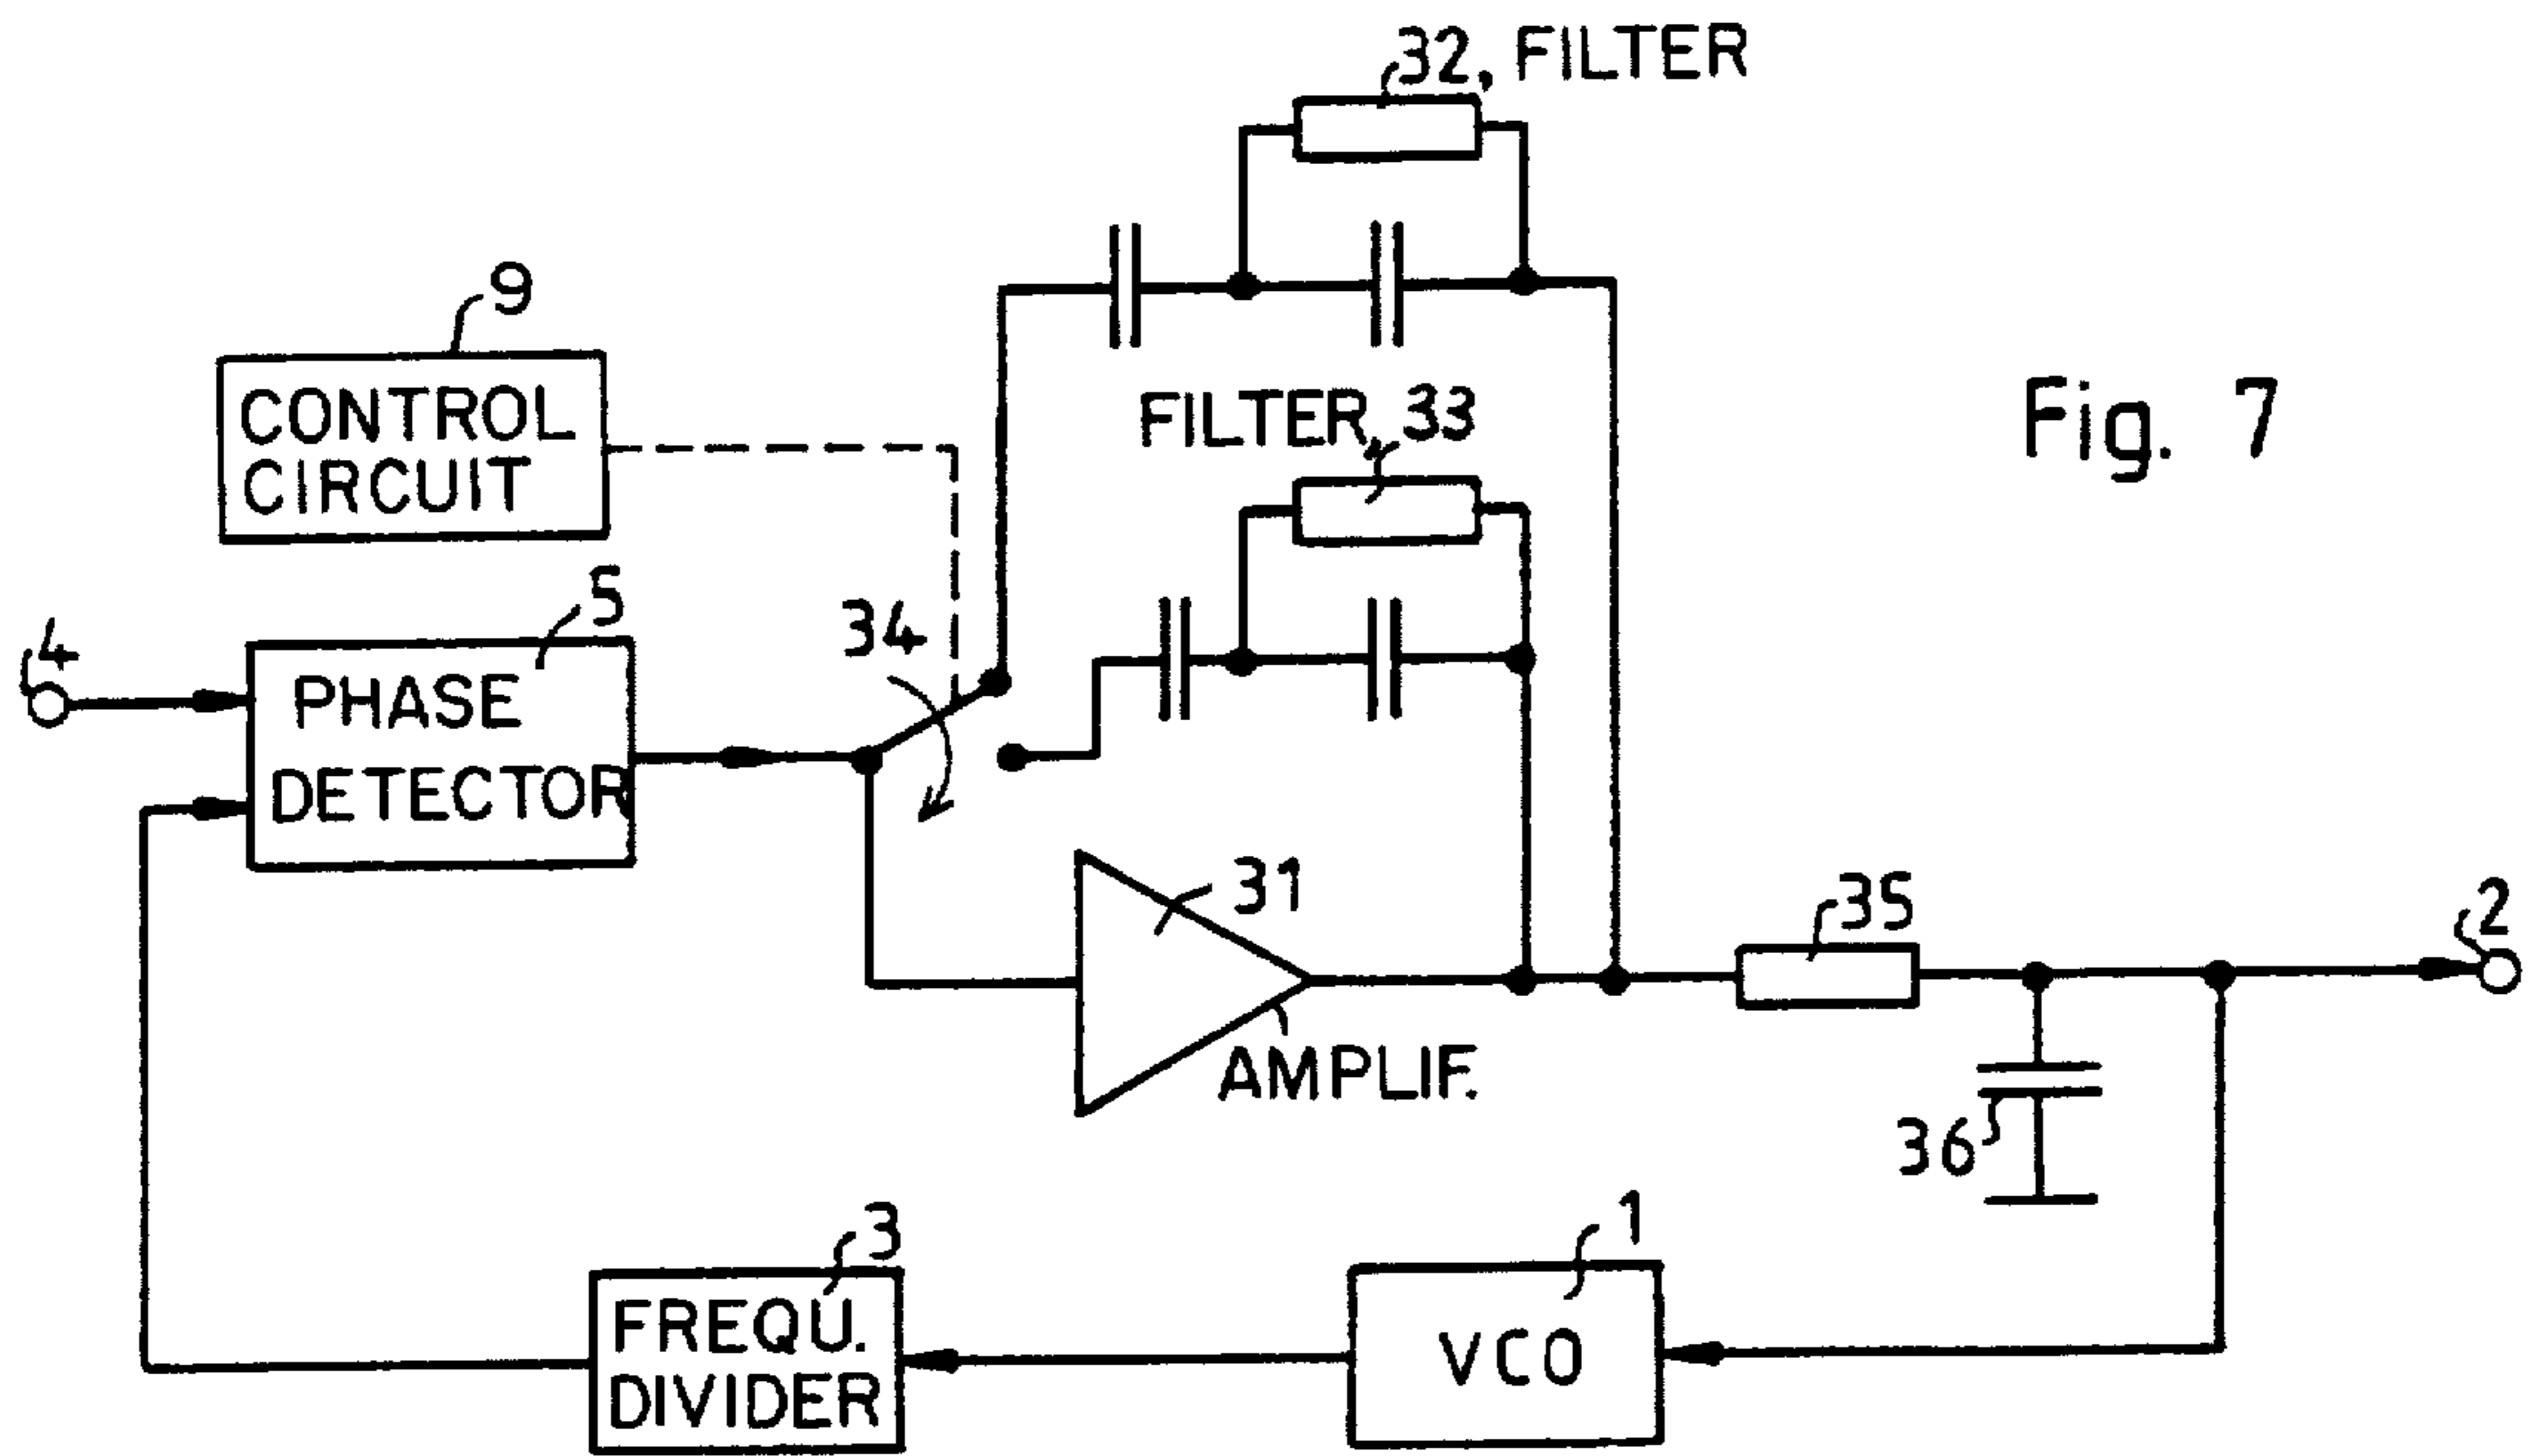 32, FILTER
9
CONTROL
CIRCUIT
FILTER, 33
Fig. 7
4
5
34
PHASE
DETECTOR
31
AMPLIF.
35
2
36
3
FREQU.
DIVIDER
1
VCO